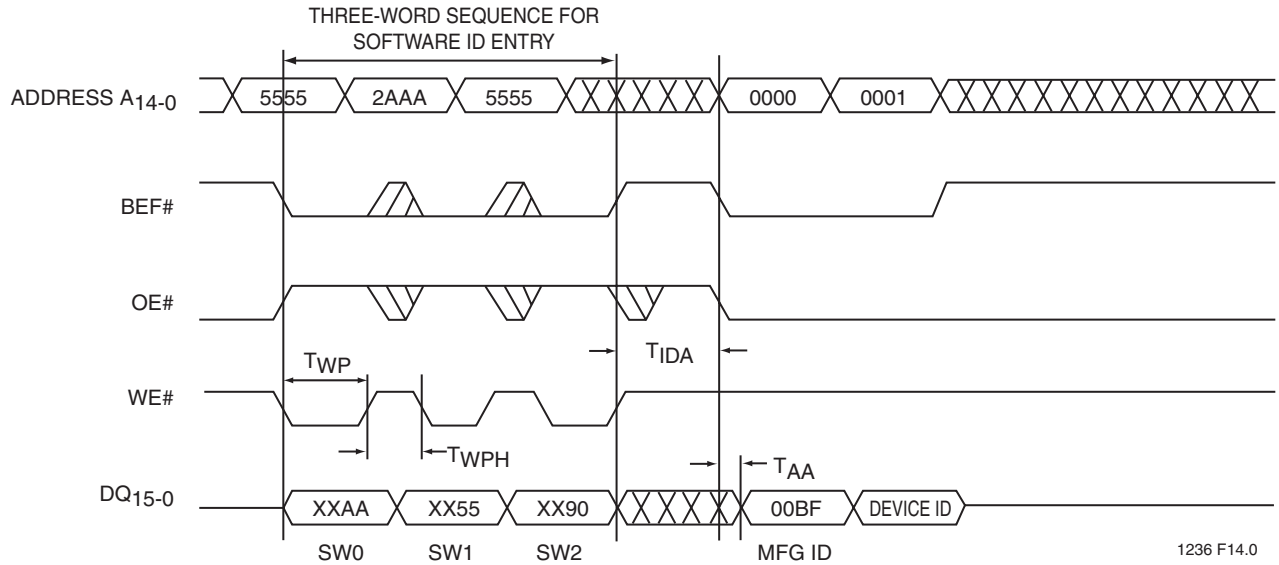 THREE-WORD SEQUENCE FOR
SOFTWARE ID ENTRY
ADDRESS A14-0
5555 2AAA 5555 0000 0001
BEF#
OE#
TIDA
TWP
WE#
TWPH
TAA
DQ15-0
XXAA XX55 XX90 00BF DEVICE ID
SW0 SW1 SW2 MFG ID
1236 F14.0